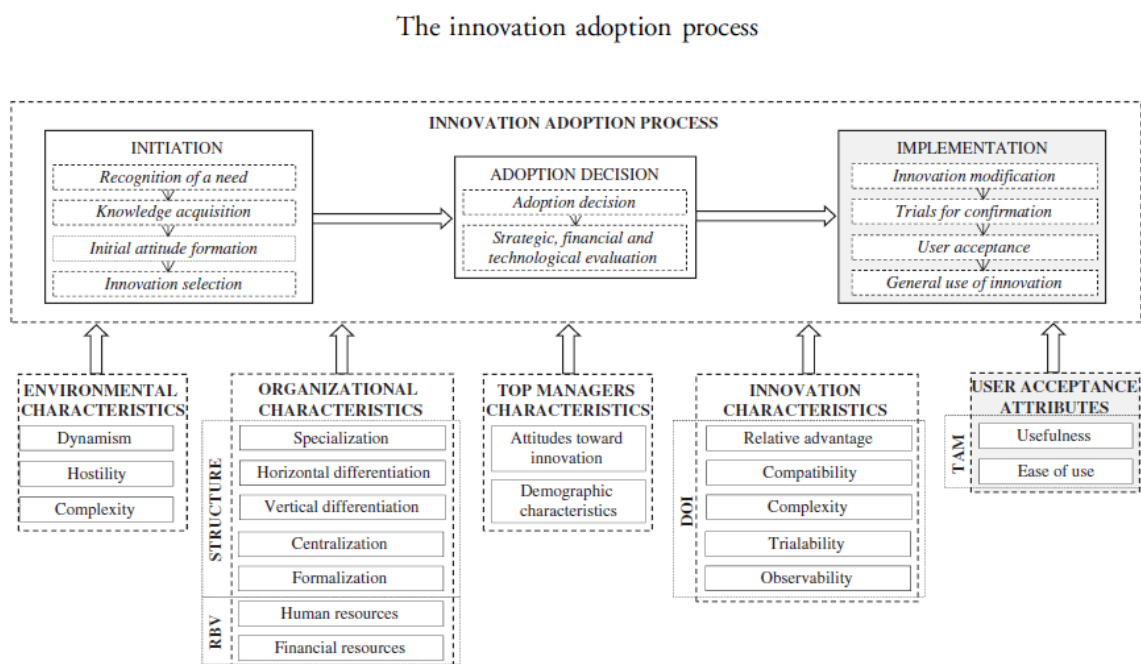 The innovation adoption process
INNOVATION ADOPTION PROCESS
INITIATION
Recognition of a need
Knowledge acquisition
Initial attitude formation
Innovation selection
ADOPTION DECISION
Adoption decision
Strategic, financial and
technological evaluation
IMPLEMENTATION
Innovation modification
Trials for confirmation
User acceptance
General use of innovation
ENVIRONMENTAL
CHARACTERISTICS
Dynamism
Hostility
Complexity
ORGANIZATIONAL
CHARACTERISTICS
STRUCTURE
Specialization
Horizontal differentiation
Vertical differentiation
Centralization
Formalization
RBV
Human resources
Financial resources
TOP MANAGERS
CHARACTERISTICS
Attitudes toward
innovation
Demographic
characteristics
INNOVATION
CHARACTERISTICS
DOI
Relative advantage
Compatibility
Complexity
Trialability
Observability
USER ACCEPTANCE
ATTRIBUTES
TAM
Usefulness
Ease of use